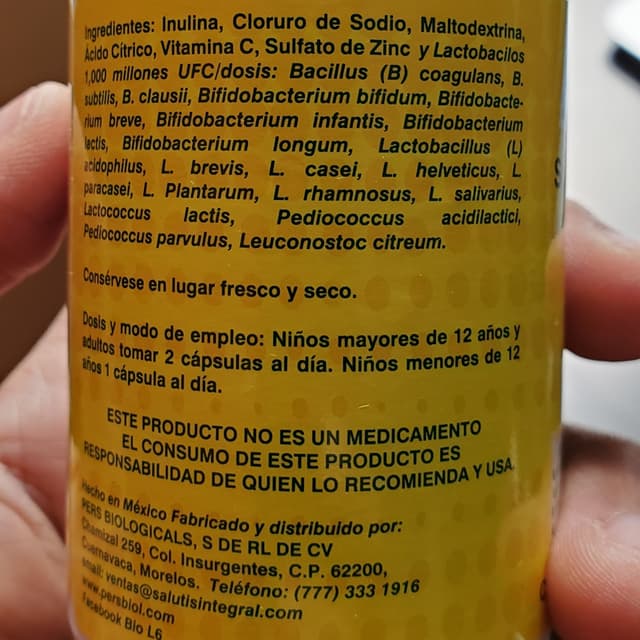 Ingredientes: Inulina, Cloruro de Sodio, Maltodextrina,
Ácido Cítrico, Vitamina C, Sulfato de Zinc y Lactobacilos
1,000 millones UFC/dosis: Bacillus (B) coagulans, B.
subtilis, B. clausii, Bifidobacterium bifidum, Bifidobacte-
rium breve, Bifidobacterium infantis, Bifidobacterium
lactis, Bifidobacterium longum, Lactobacillus (L)
acidophilus, L. brevis, L. casei, L. helveticus, L.
paracasei, L. Plantarum, L. rhamnosus, L. salivarius,
Lactococcus lactis, Pediococcus acidilactici,
Pediococcus parvulus, Leuconostoc citreum.
Consérvese en lugar fresco y seco.
Dosis y modo de empleo: Niños mayores de 12 años y
adultos tomar 2 cápsulas al día. Niños menores de 12
años 1 cápsula al día.
ESTE PRODUCTO NO ES UN MEDICAMENTO
EL CONSUMO DE ESTE PRODUCTO ES
RESPONSABILIDAD DE QUIEN LO RECOMIENDA Y USA.
Hecho en México Fabricado y distribuido por:
PERS BIOLOGICALS, S DE RL DE CV
Chamizal 259, Col. Insurgentes, C.P. 62200,
Cuernavaca, Morelos. Teléfono: (777) 333 1916
email: ventas@salutisintegral.com
www.persbiol.com
Facebook Bio L6